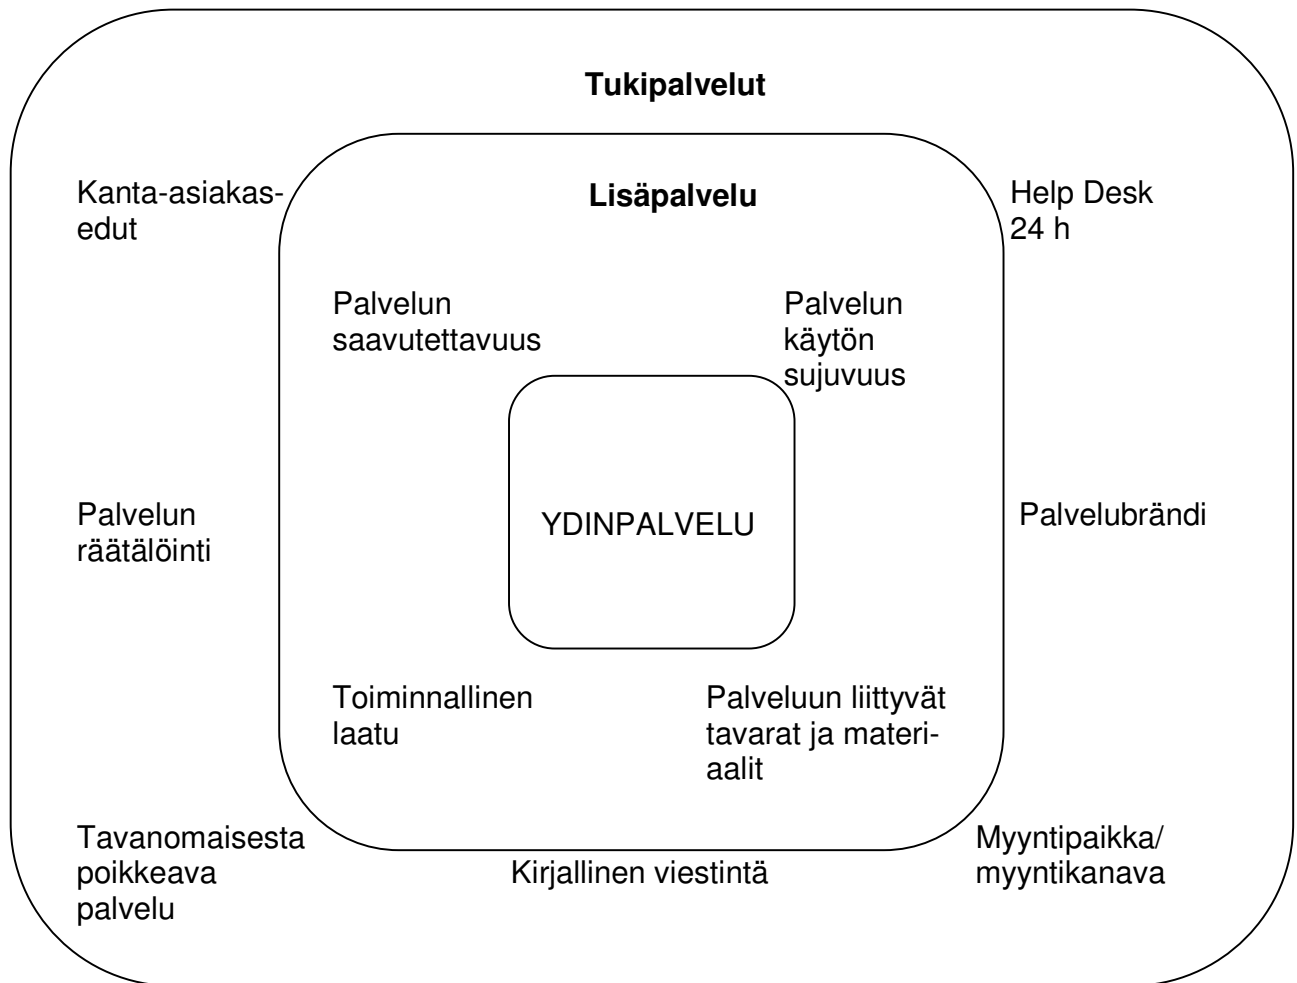 Tukipalvelut
Kanta-asiakas-
edut
Lisäpalvelu
Help Desk
24 h
Palvelun
saavutettavuus
Palvelun
käytön
sujuvuus
Palvelun
räätälöinti
YDINPALVELU
Palvelubrändi
Toiminnallinen
laatu
Palveluun liittyvät
tavarat ja materi-
aalit
Tavanomaisesta
poikkeava
palvelu
Kirjallinen viestintä
Myyntipaikka/
myyntikanava